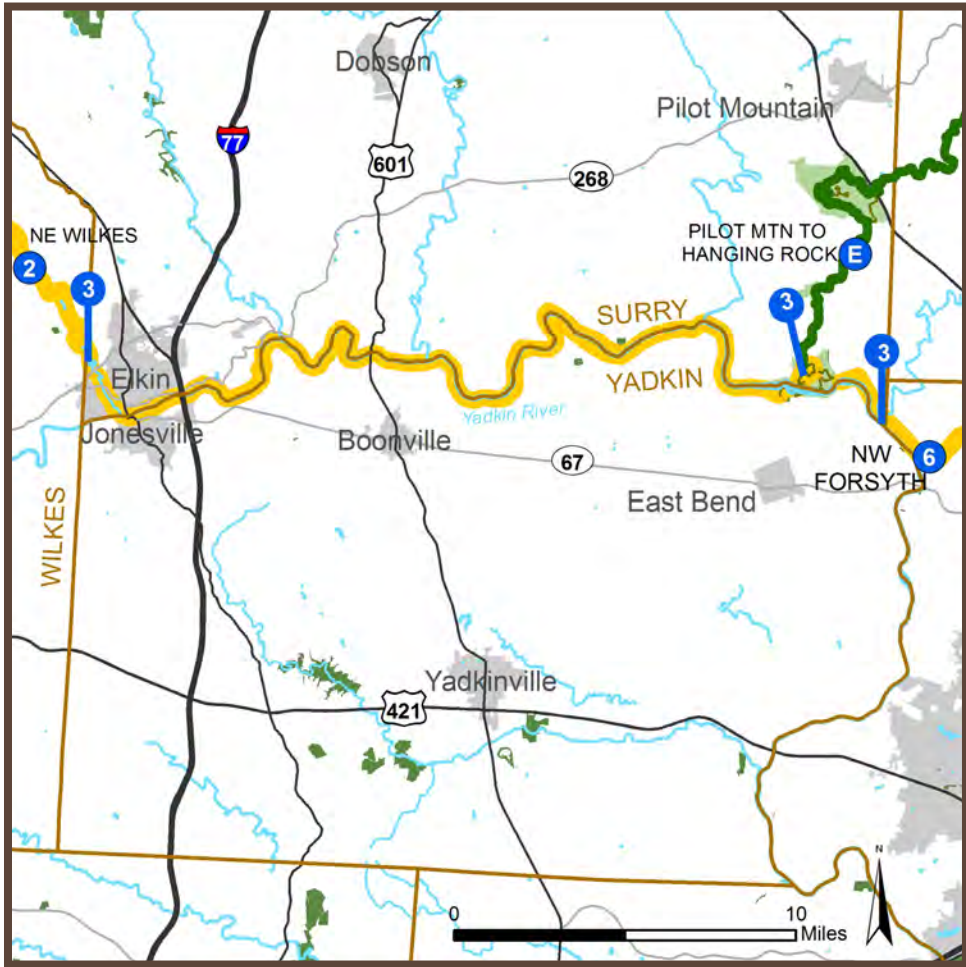 Dobson
Pilot Mountain
77
601
268
NE WILKES
PILOT MTN TO
HANGING ROCK
E
2
3
3
SURRY
3
YADKIN
Elkin
Yadkin River
Jonesville
Boonville
67
NW
FORSYTH
6
East Bend
WILKES
Yadkinville
421
N
0
10
Miles